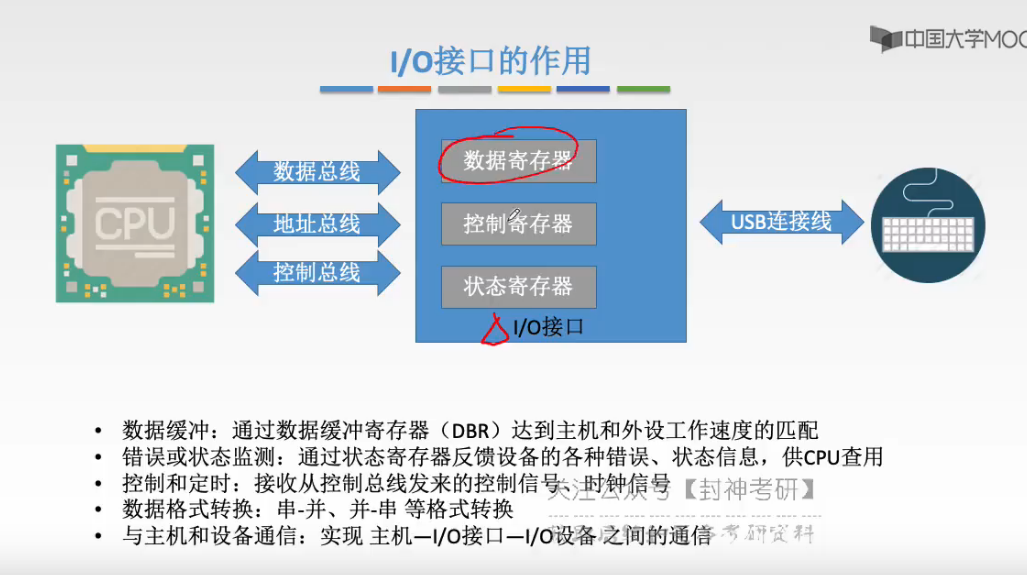 中国大学MOO
I/O接口的作用
数据总线
地址总线
控制总线
CPU
数据寄存器
控制寄存器
状态寄存器
I/O接口
USB连接线
• 数据缓冲：通过数据缓冲寄存器（DBR）达到主机和外设工作速度的匹配
• 错误或状态监测：通过状态寄存器反馈设备的各种错误、状态信息，供CPU查用
• 控制和定时：接收从控制总线发来的控制信号、时钟信号
关注公众号【封神考研】
• 数据格式转换：串-并、并-串 等格式转换
• 与主机和设备通信：实现 主机—I/O接口—I/O设备 之间的通信
考研资料